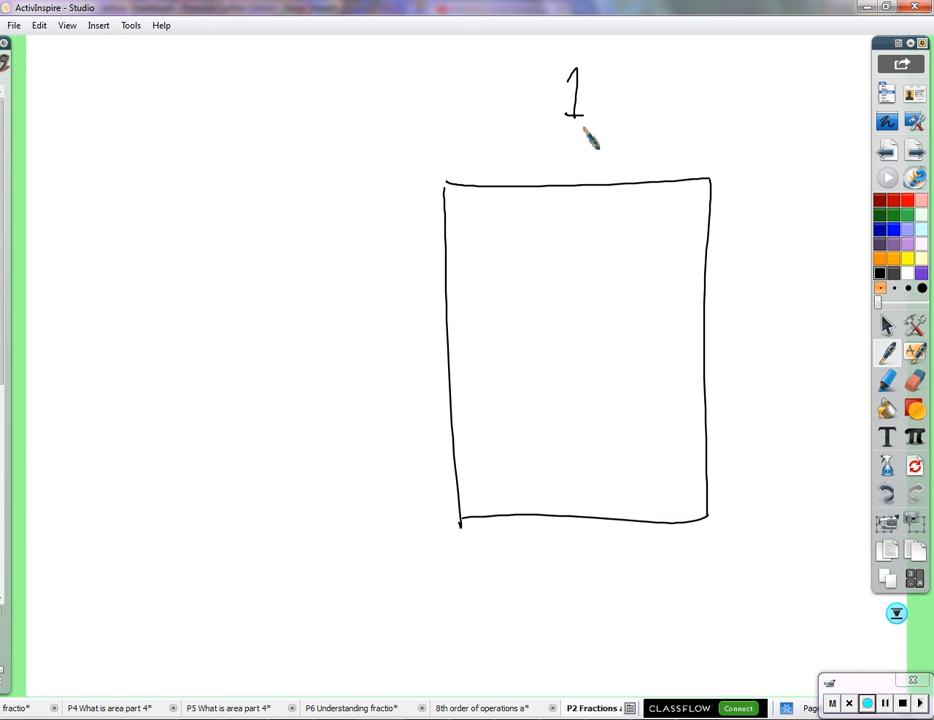 ActivInspire - Studio
File Edit View Insert Tools Help
1
fractio*
P4 What is area part 4*
P5 What is area part 4*
P6 Understanding fractio*
8th order of operations a*
P2 Fractions a
CLASSFLOW
Connect
Page
M